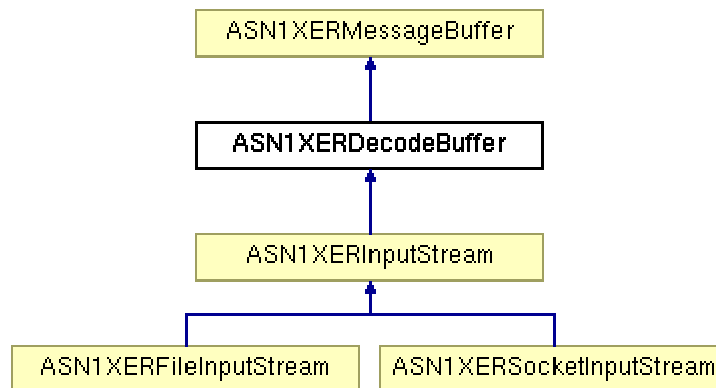 ASN1XERMessageBuffer
ASN1XERDecodeBuffer
ASN1XERInputStream
ASN1XERFileInputStream
ASN1XERSocketInputStream